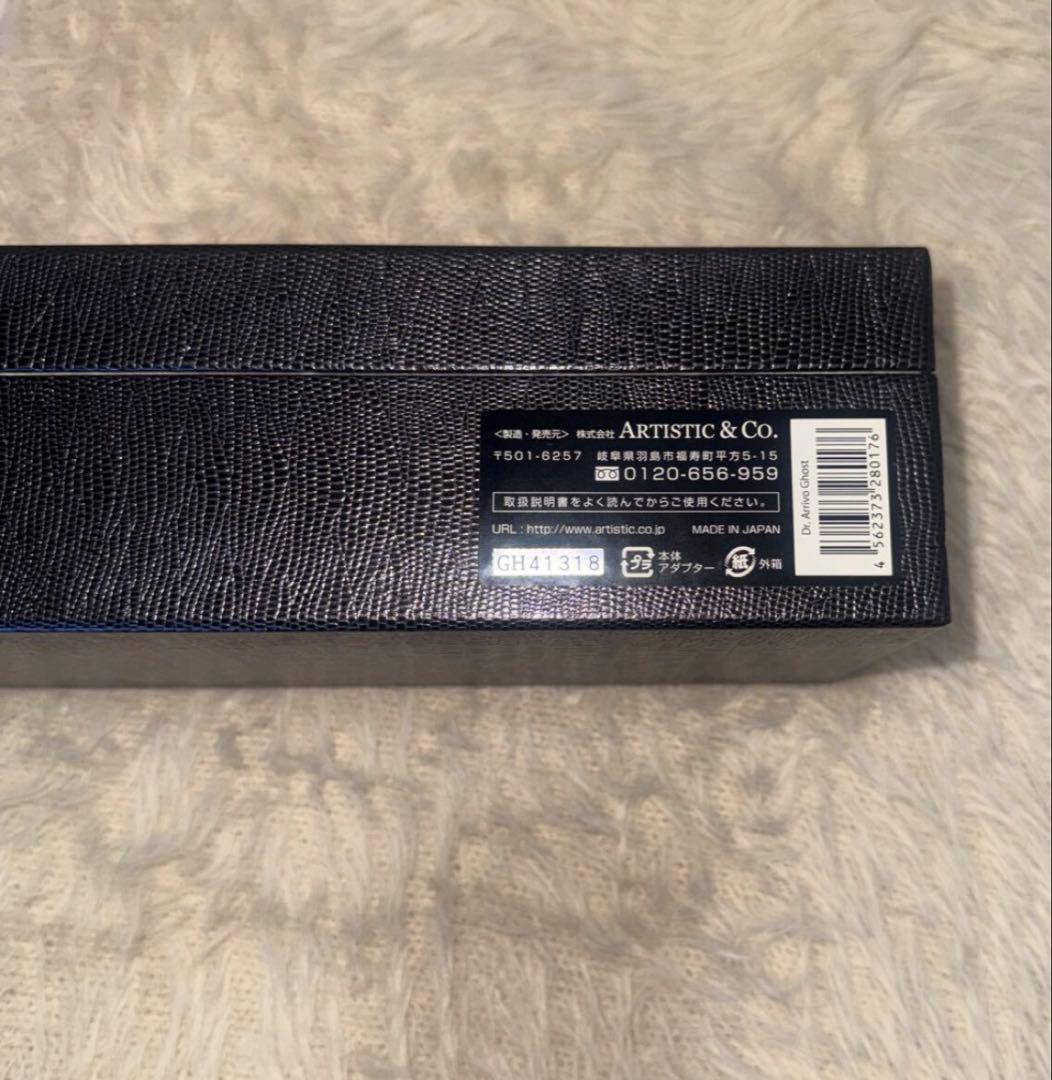 <製造・発売元> 株式会社 ARTISTIC & CO.
〒501-6257 岐阜県羽島市福寿町平方5-15
0120-656-959
取扱説明書をよく読んでからご使用ください。
URL : http://www.artistic.co.jp MADE IN JAPAN
GH41318 プラ 本体 アダプター 紙 外箱
Dr. Arrivo Ghost
4 562373 280176